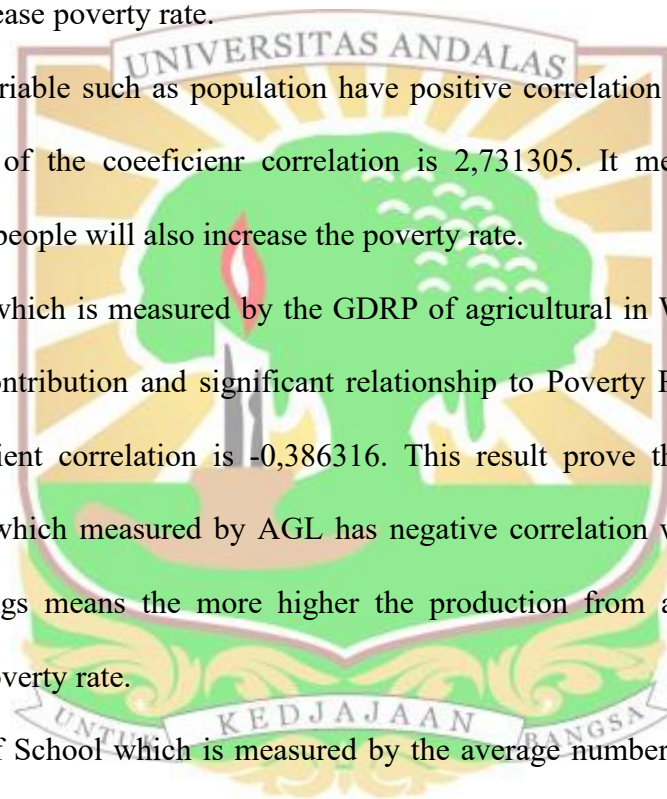 ease poverty rate.
UNIVERSITAS ANDALAS
riable such as population have positive correlation
of the coeeficienr correlation is 2,731305. It me
people will also increase the poverty rate.
which is measured by the GDRP of agricultural in
ontribution and significant relationship to Poverty
ient correlation is -0,386316. This result prove th
which measured by AGL has negative correlation
gs means the more higher the production from a
overty rate.
UNTUK KEDJAJAAN BANGSA
f School which is measured by the average number